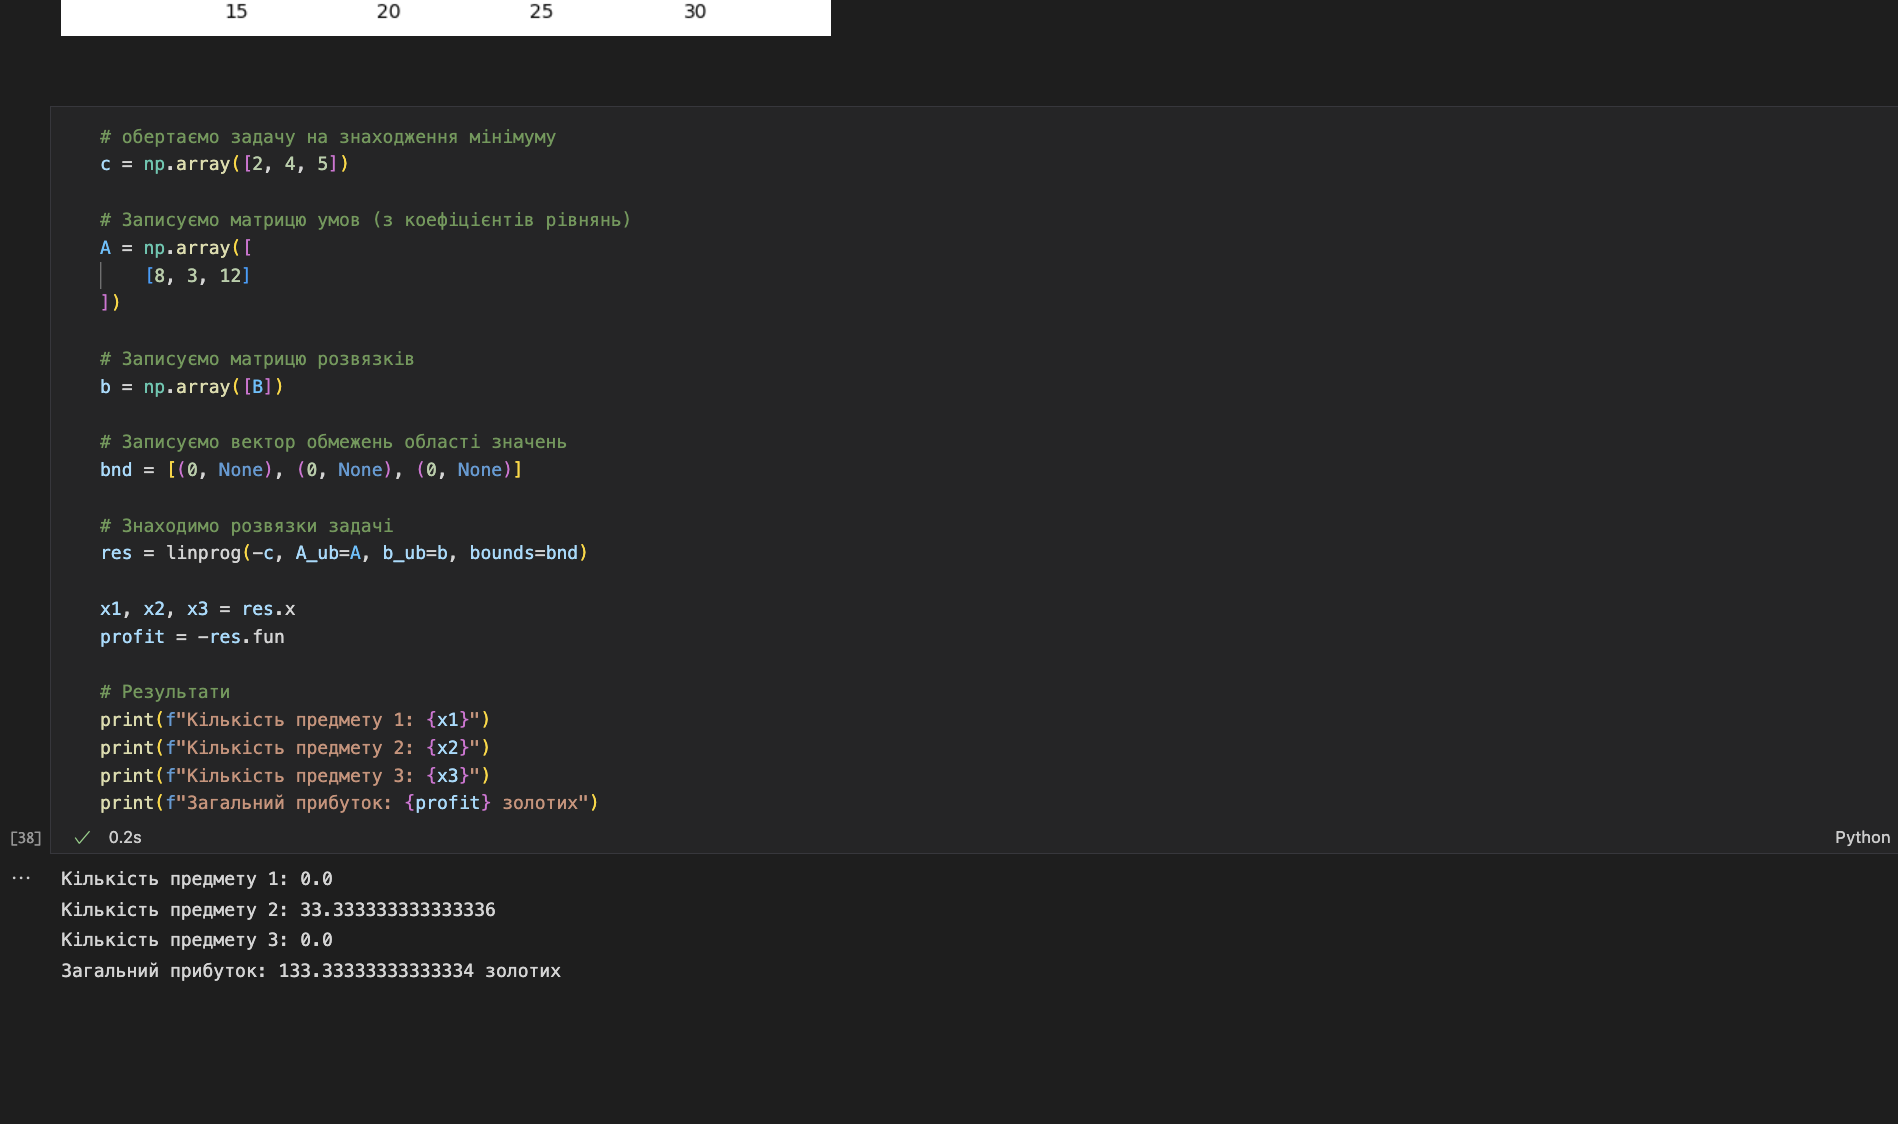 15 20 25 30
# обертаємо задачу на знаходження мінімуму
c = np.array([2, 4, 5])
# Записуємо матрицю умов (з коефіцієнтів рівнянь)
A = np.array([
    [8, 3, 12]
])
# Записуємо матрицю розвязків
b = np.array([B])
# Записуємо вектор обмежень області значень
bnd = [(0, None), (0, None), (0, None)]
# Знаходимо розвязки задачі
res = linprog(-c, A_ub=A, b_ub=b, bounds=bnd)
x1, x2, x3 = res.x
profit = -res.fun
# Результати
print(f"Кількість предмету 1: {x1}")
print(f"Кількість предмету 2: {x2}")
print(f"Кількість предмету 3: {x3}")
print(f"Загальний прибуток: {profit} золотих")
[38] ✓ 0.2s Python
... Кількість предмету 1: 0.0
Кількість предмету 2: 33.333333333333336
Кількість предмету 3: 0.0
Загальний прибуток: 133.33333333333334 золотих